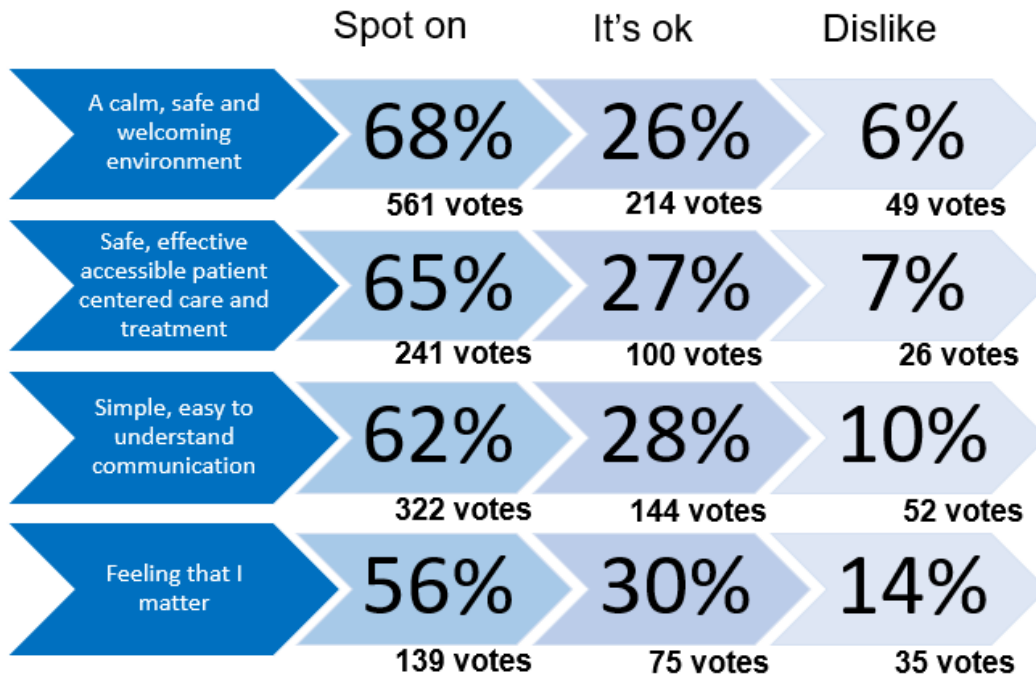 Spot on It's ok Dislike
A calm, safe and
welcoming
environment
68% 26% 6%
561 votes 214 votes 49 votes
Safe, effective
accessible patient
centered care and
treatment
65% 27% 7%
241 votes 100 votes 26 votes
Simple, easy to
understand
communication
62% 28% 10%
322 votes 144 votes 52 votes
Feeling that I
matter
56% 30% 14%
139 votes 75 votes 35 votes